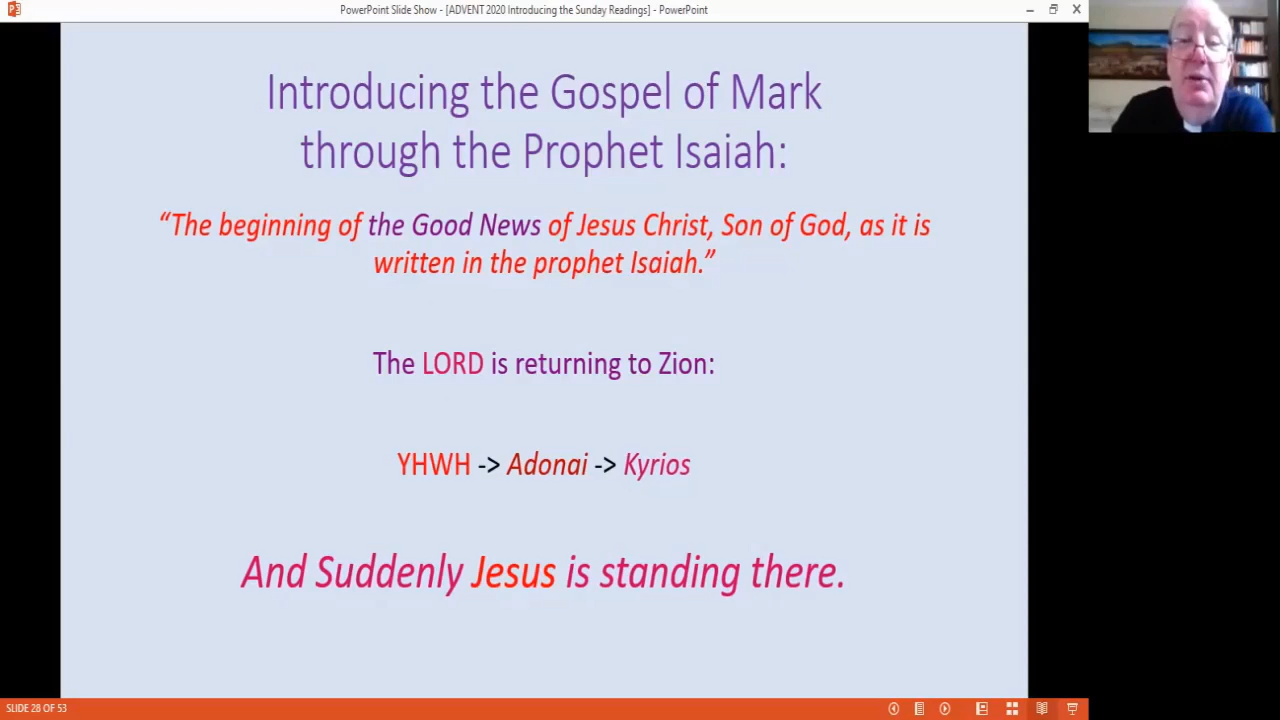 PowerPoint Slide Show - [ADVENT 2020 Introducing the Sunday Readings] - PowerPoint
Introducing the Gospel of Mark
through the Prophet Isaiah:
“The beginning of the Good News of Jesus Christ, Son of God, as it is
written in the prophet Isaiah.”
The LORD is returning to Zion:
YHWH -> Adonai -> Kyrios
And Suddenly Jesus is standing there.
SLIDE 28 OF 53